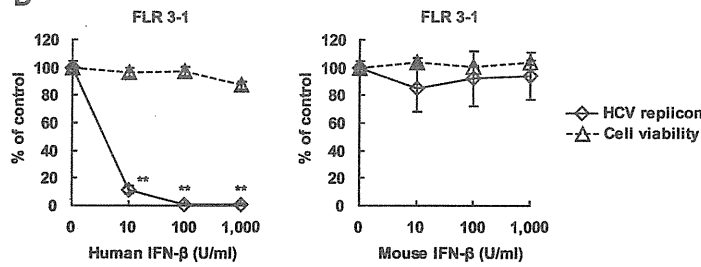 D
FLR 3-1
120
100
80
60
40
20
0
% of control
**
**
**
0 10 100 1,000
Human IFN-β (U/ml)
FLR 3-1
120
100
80
60
40
20
0
% of control
0 10 100 1,000
Mouse IFN-β (U/ml)
HCV replicon
Cell viability